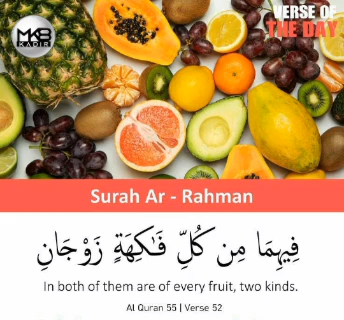 MK8
KADIR
VERSE OF
THE DAY
Surah Ar - Rahman
فِيهِمَا مِن كُلِّ فَـٰكِهَةٍ زَوْجَانِ
In both of them are of every fruit, two kinds.
Al Quran 55 | Verse 52